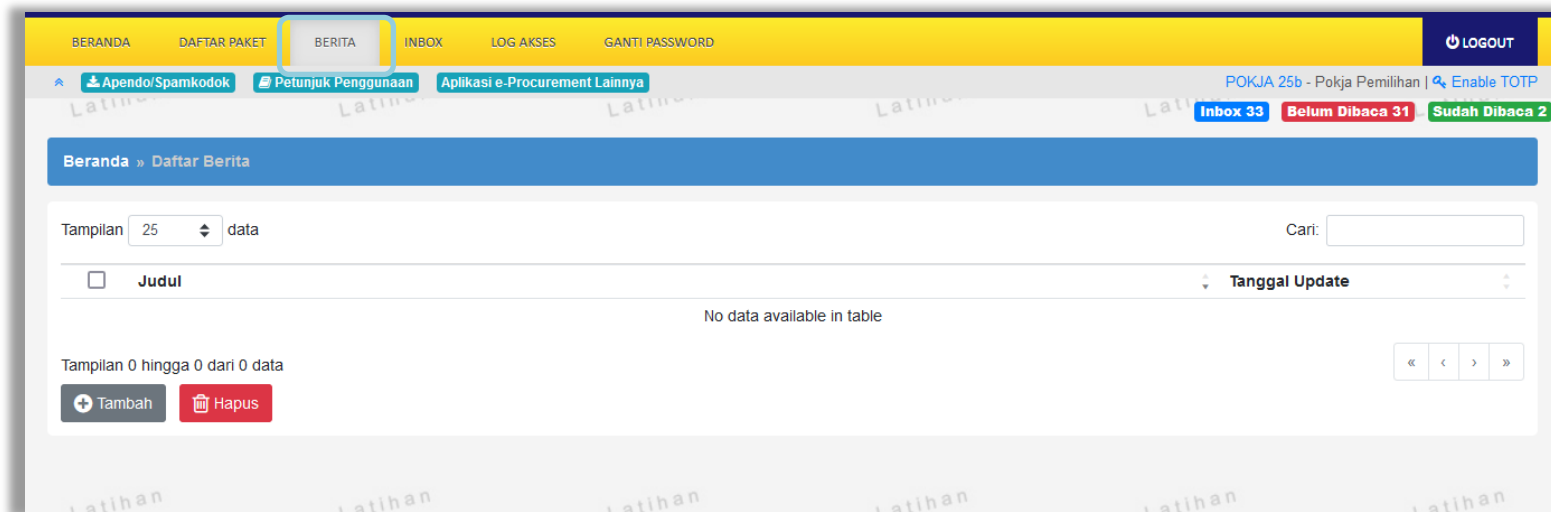 BERANDA DAFTAR PAKET BERITA INBOX LOG AKSES GANTI PASSWORD LOGOUT
Apendo/Spamkodok Petunjuk Penggunaan Aplikasi e-Procurement Lainnya POKJA 25b - Pokja Pemilihan | Enable TOTP
Inbox 33 Belum Dibaca 31 Sudah Dibaca 2
Beranda » Daftar Berita
Tampilan 25 data Cari:
Judul Tanggal Update
No data available in table
Tampilan 0 hingga 0 dari 0 data « ‹ › »
Tambah Hapus
Latihan Latihan Latihan Latihan Latihan Latihan